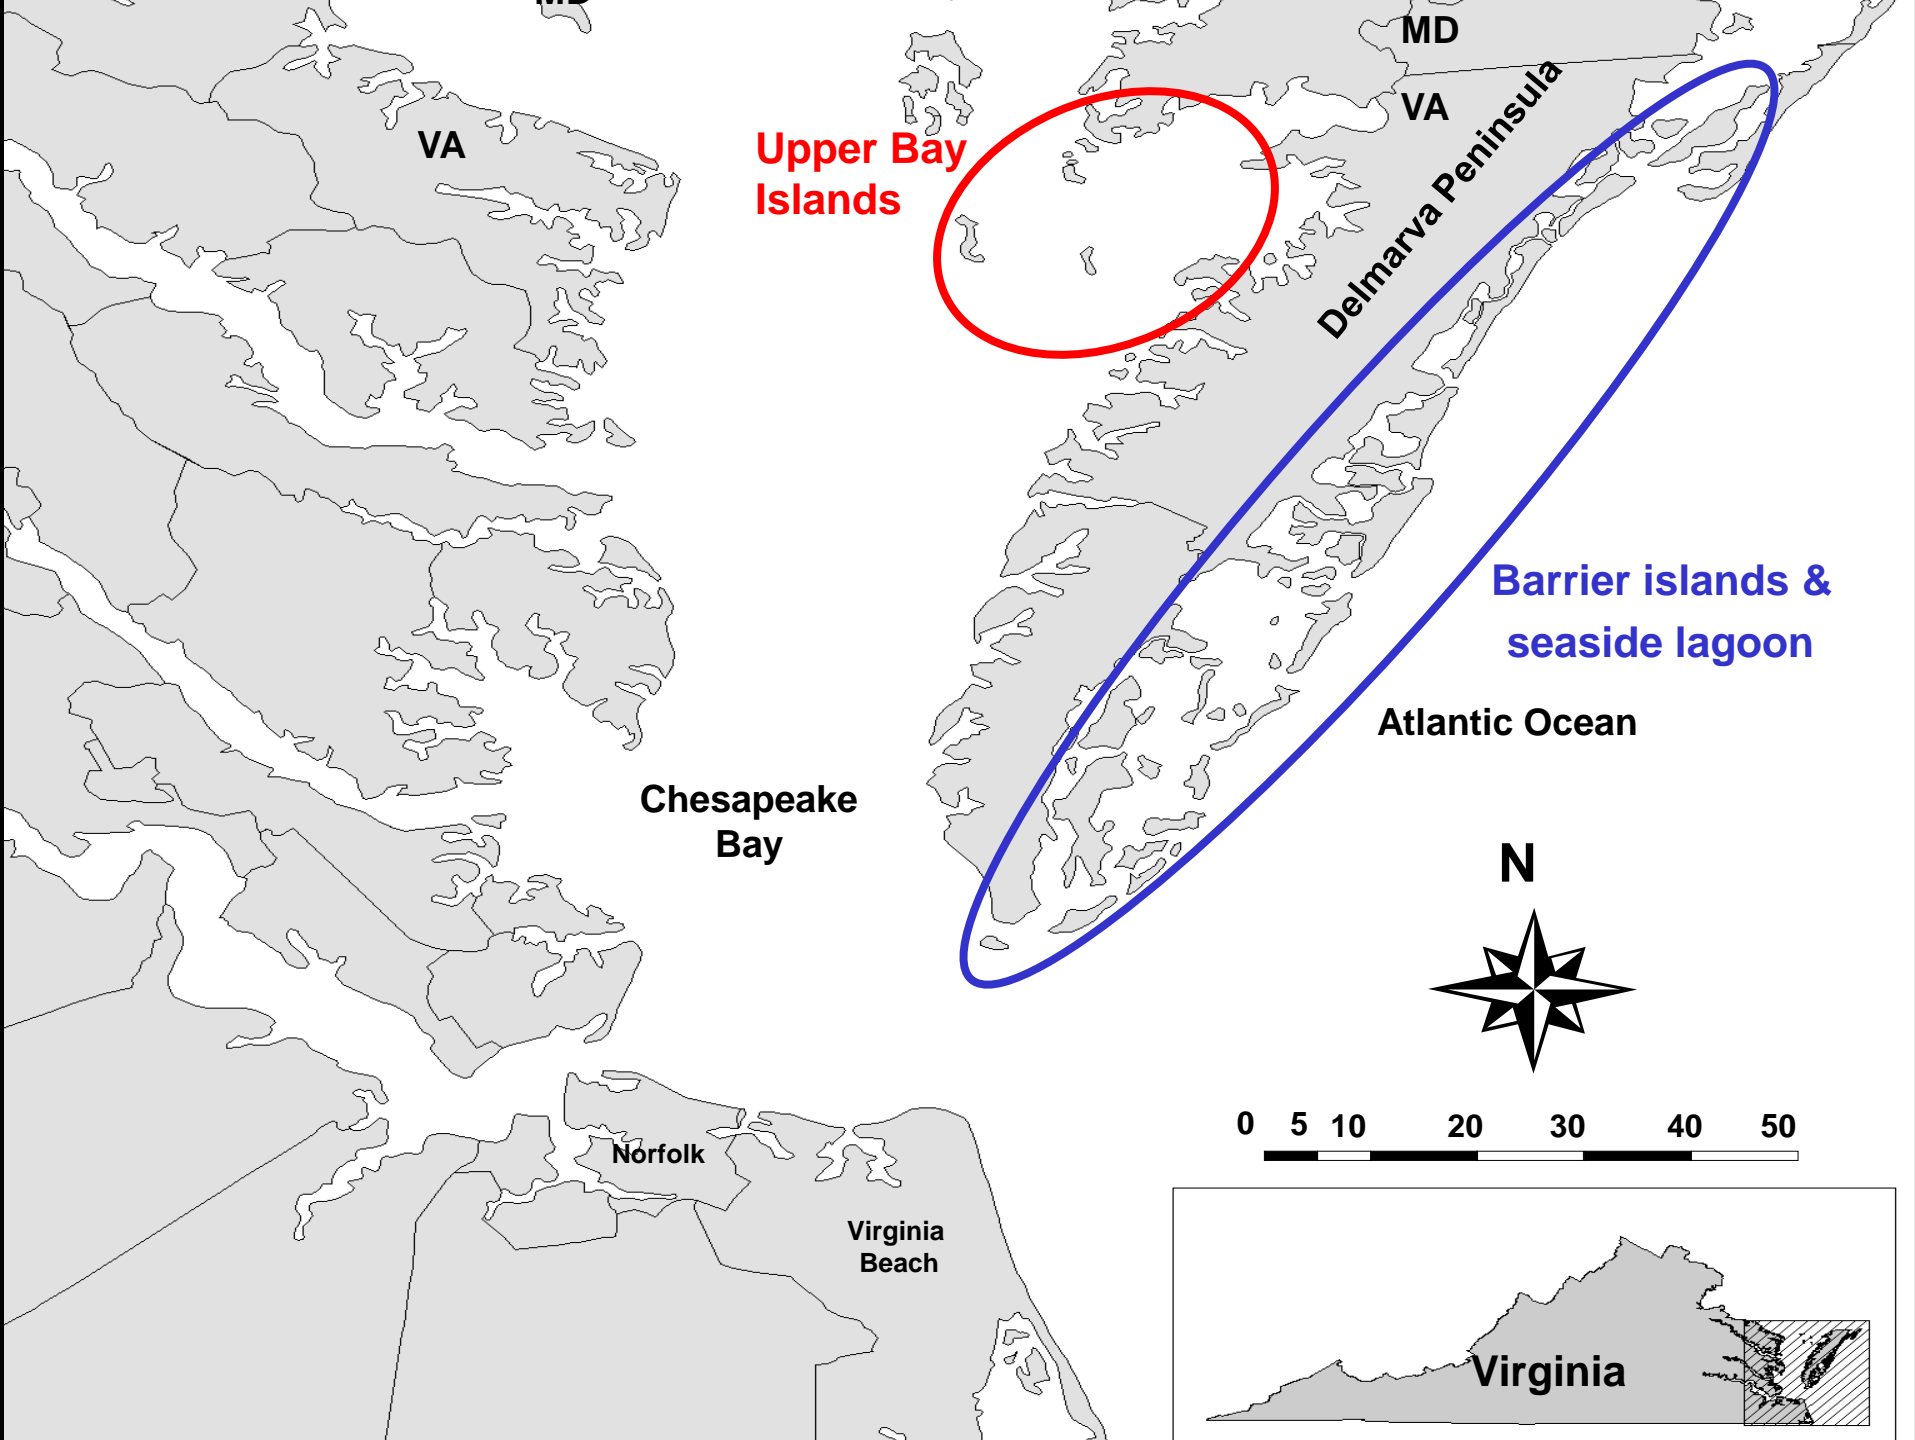 MD
MD
VA
VA
Delmarva Peninsula
Upper Bay
Islands
Barrier islands &
seaside lagoon
Atlantic Ocean
Chesapeake
Bay
N
0 5 10 20 30 40 50
Norfolk
Virginia
Beach
Virginia